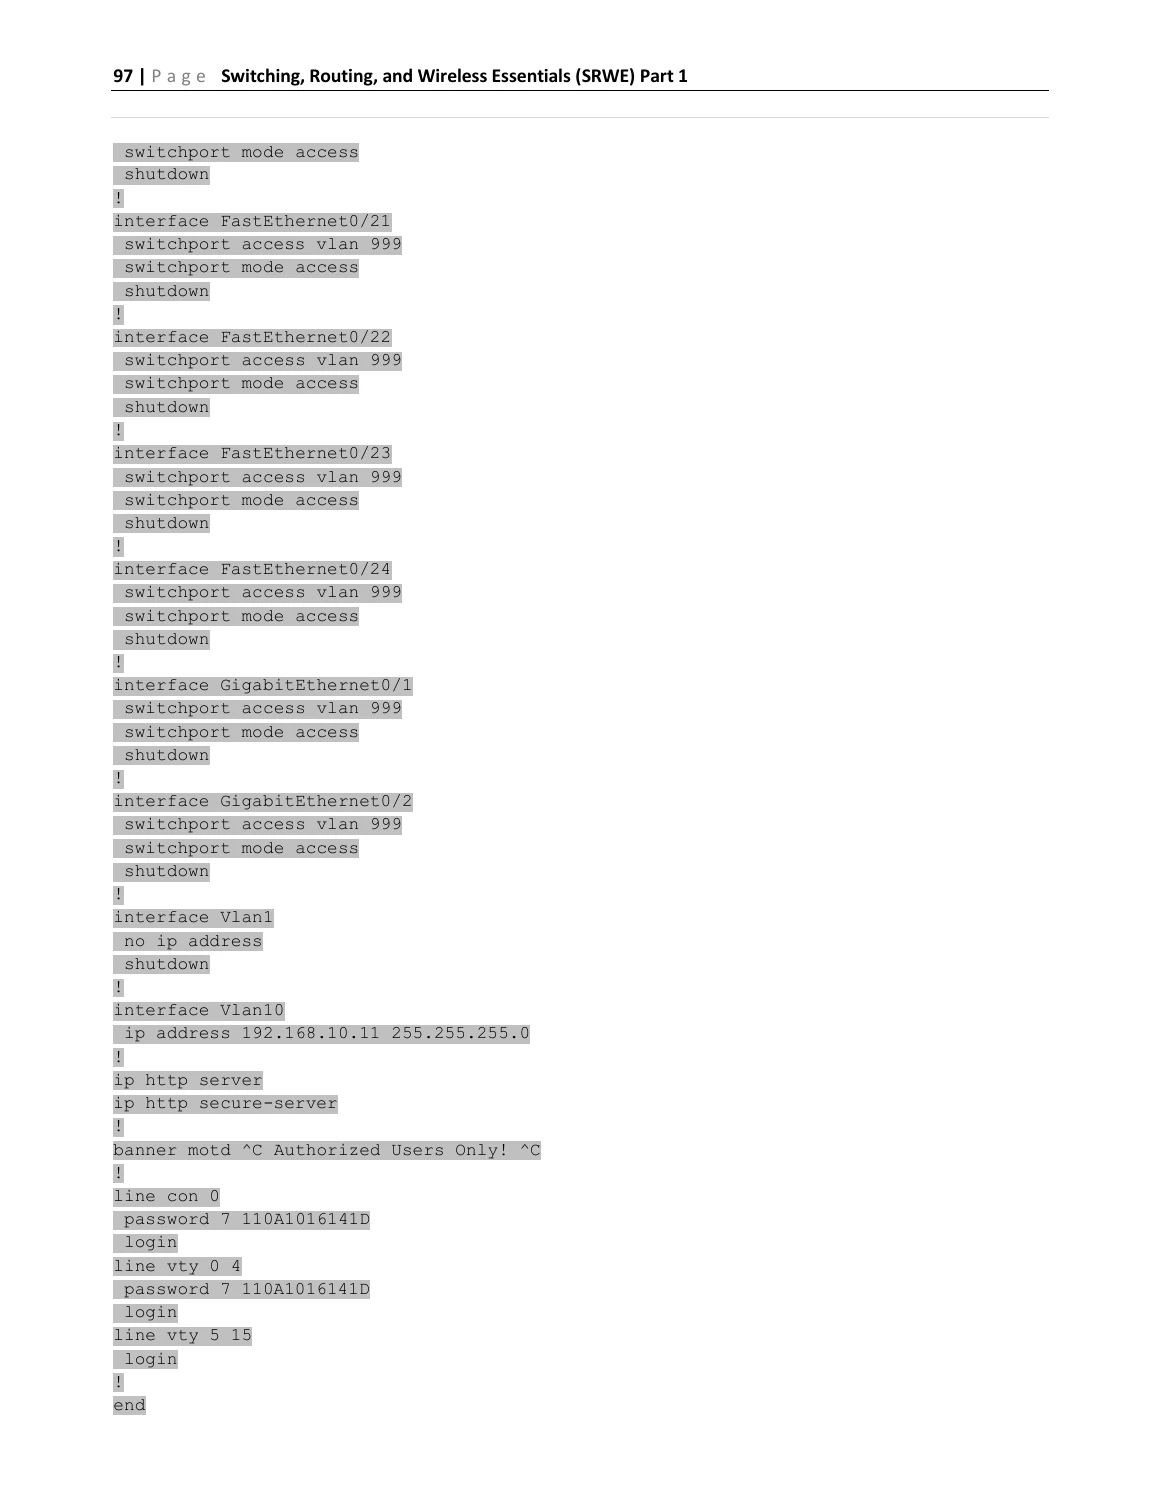 97 | Page Switching, Routing, and Wireless Essentials (SRWE) Part 1
switchport mode access
shutdown
!
interface FastEthernet0/21
switchport access vlan 999
switchport mode access
shutdown
!
interface FastEthernet0/22
switchport access vlan 999
switchport mode access
shutdown
!
interface FastEthernet0/23
switchport access vlan 999
switchport mode access
shutdown
!
interface FastEthernet0/24
switchport access vlan 999
switchport mode access
shutdown
!
interface GigabitEthernet0/1
switchport access vlan 999
switchport mode access
shutdown
!
interface GigabitEthernet0/2
switchport access vlan 999
switchport mode access
shutdown
!
interface Vlan1
no ip address
shutdown
!
interface Vlan10
ip address 192.168.10.11 255.255.255.0
!
ip http server
ip http secure-server
!
banner motd ^C Authorized Users Only! ^C
!
line con 0
password 7 110A1016141D
login
line vty 0 4
password 7 110A1016141D
login
line vty 5 15
login
!
end